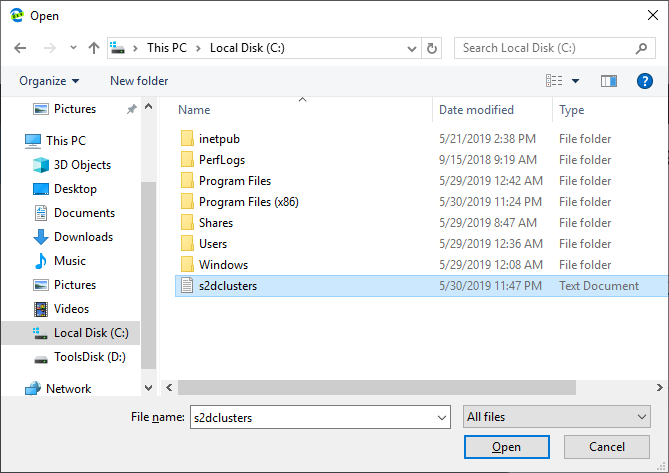 Open
This PC > Local Disk (C:)
Search Local Disk (C:)
Organize New folder ?
Name Date modified Type
Pictures
This PC
3D Objects
Desktop
Documents
Downloads
Music
Pictures
Videos
Local Disk (C:)
ToolsDisk (D:)
Network
inetpub 5/21/2019 2:38 PM File folder
PerfLogs 9/15/2018 9:19 AM File folder
Program Files 5/29/2019 12:42 AM File folder
Program Files (x86) 5/30/2019 11:24 PM File folder
Shares 5/29/2019 8:47 AM File folder
Users 5/29/2019 12:36 AM File folder
Windows 5/29/2019 12:08 AM File folder
s2dclusters 5/30/2019 11:47 PM Text Document
File name: s2dclusters All files
Open Cancel